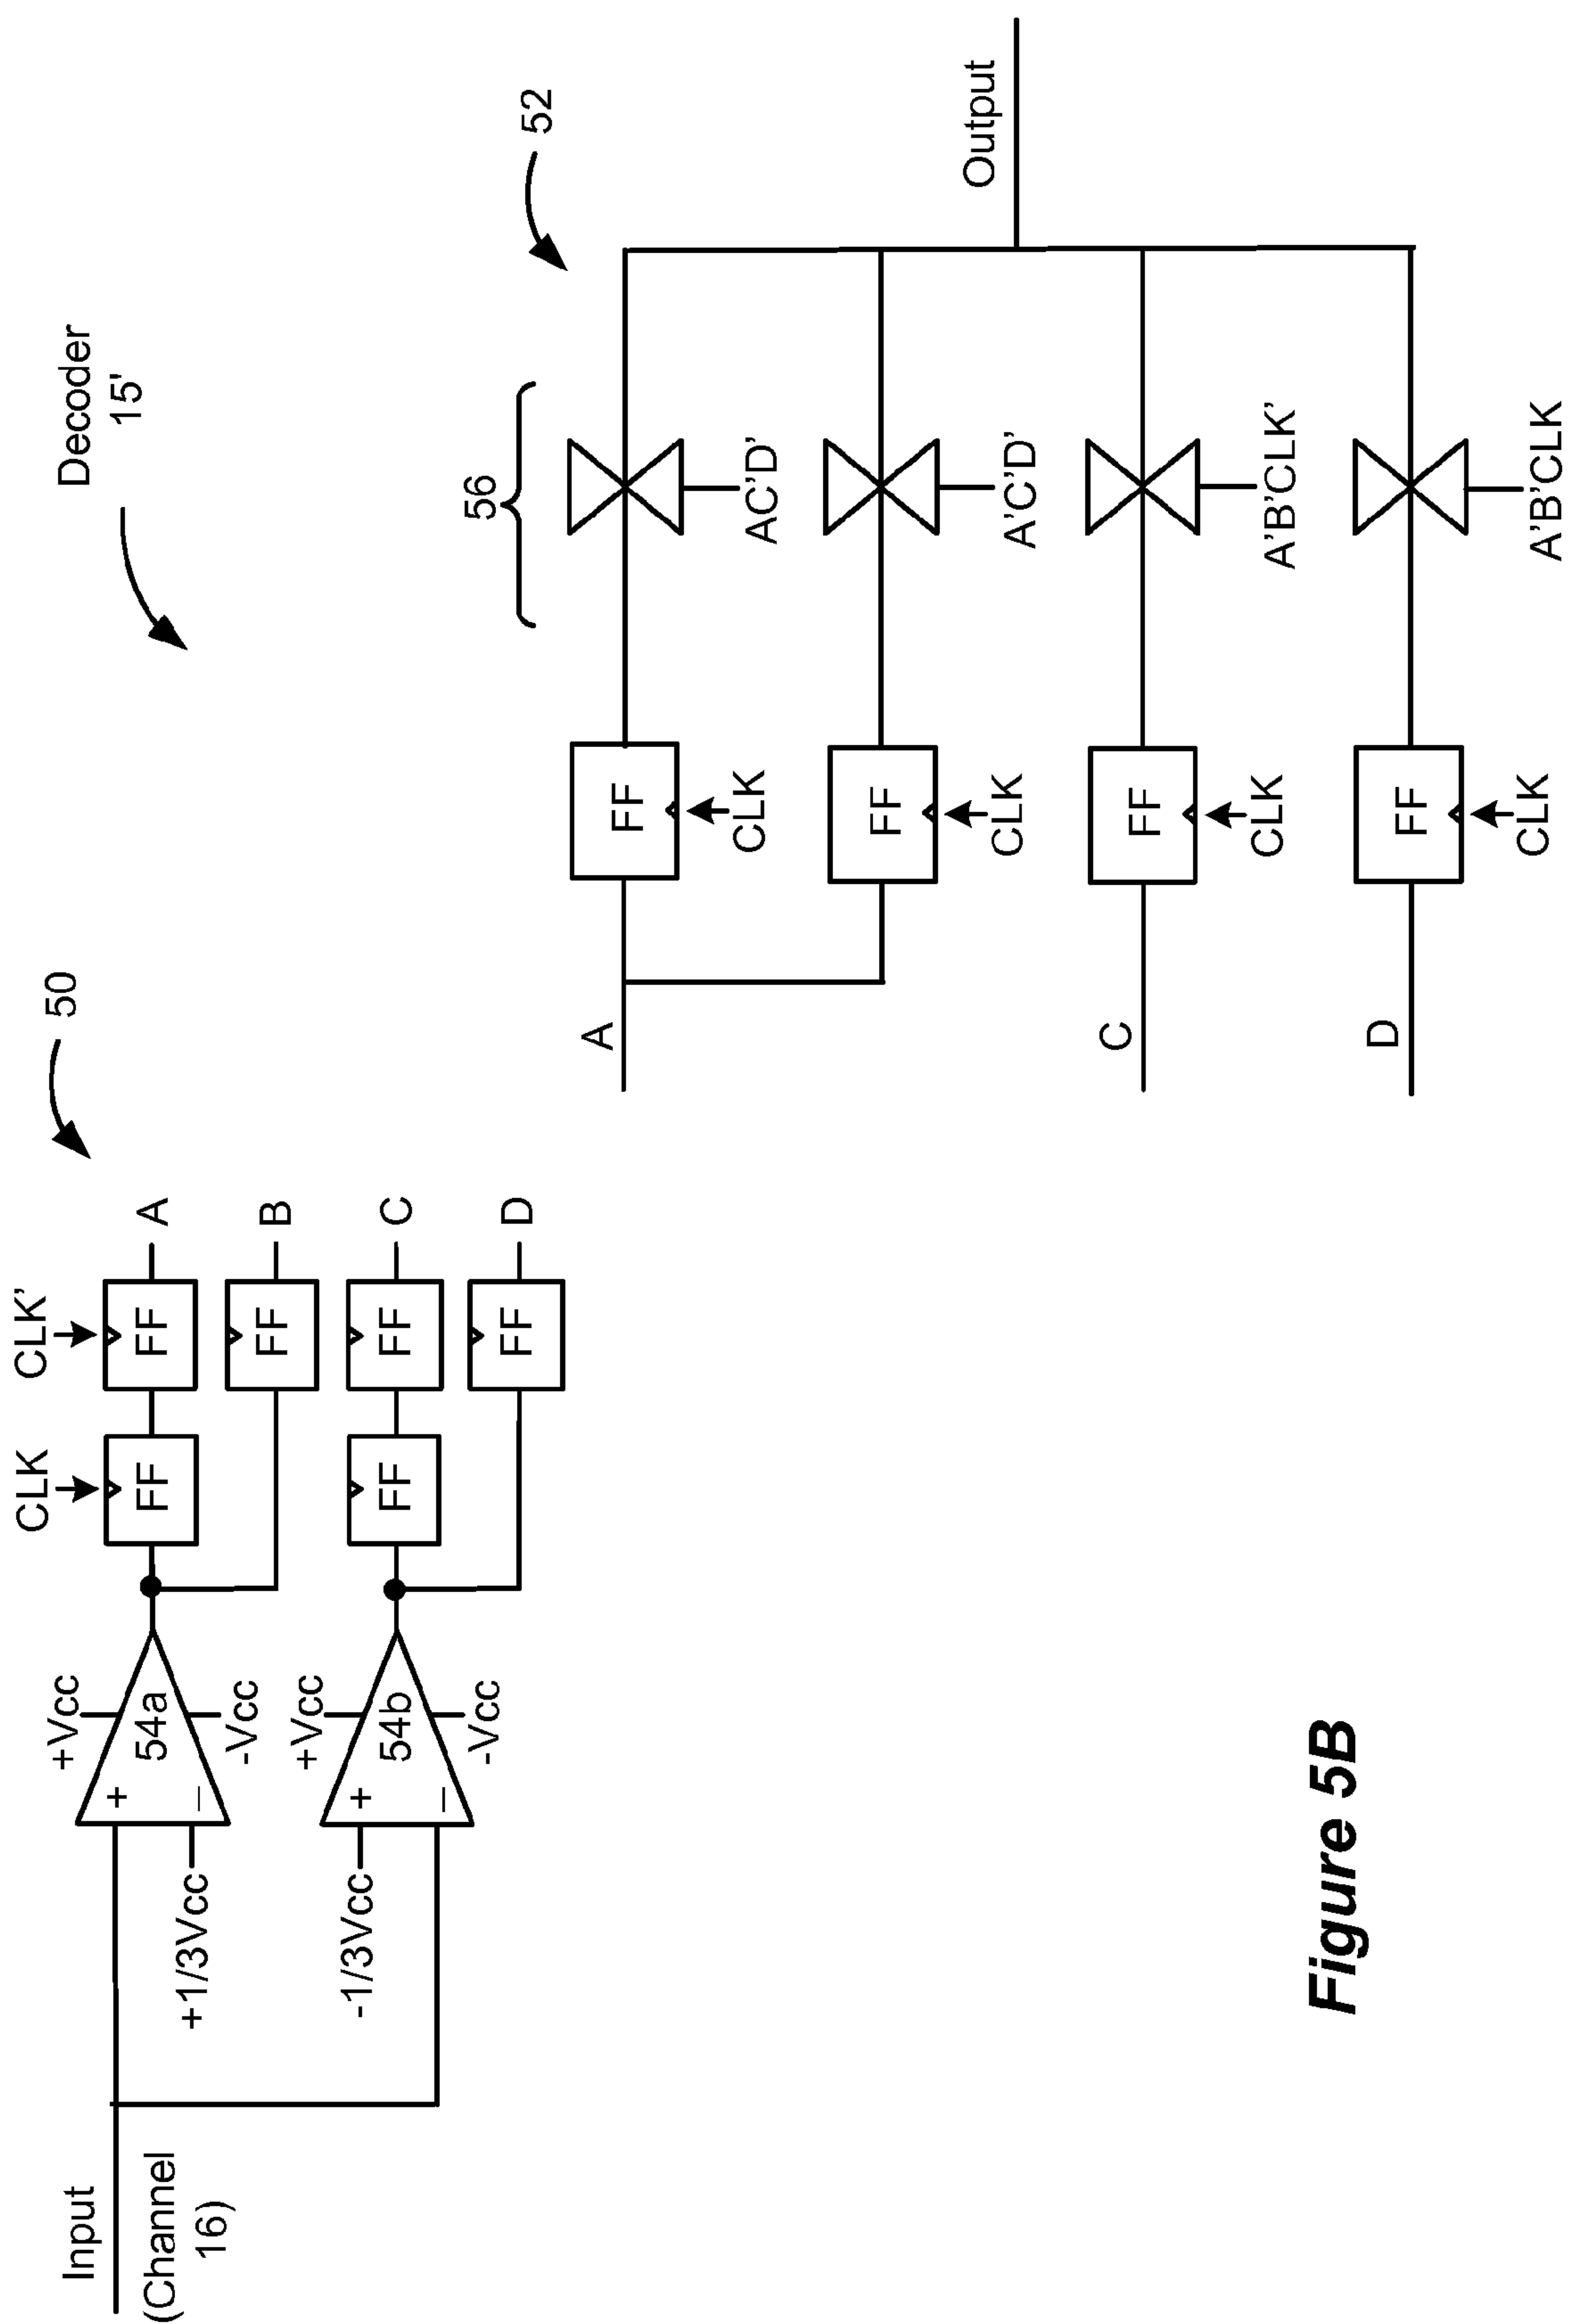 Decoder
15'
50
52
Input
(Channel
16)
+1/3Vcc
-1/3Vcc
+Vcc
+
54a
–
-Vcc
+Vcc
+
54b
–
-Vcc
CLK
CLK'
FF
FF
A
FF
B
FF
FF
C
FF
D
56
A
FF
CLK
AC'D'
FF
CLK
A'C'D'
C
FF
CLK
A'B'CLK'
D
FF
CLK
A'B'CLK
Output
Figure 5B